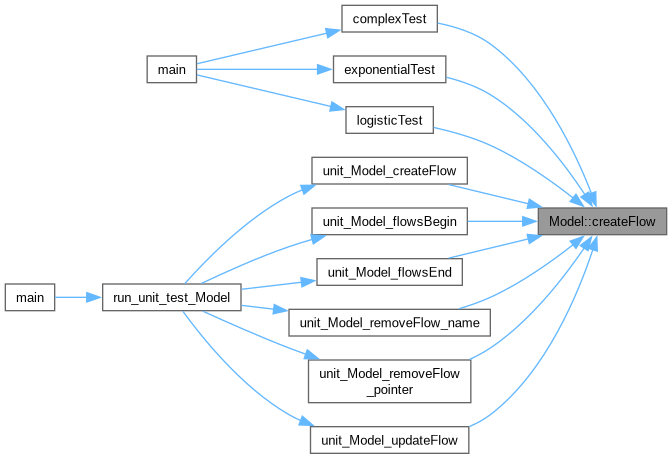 complexTest
main
exponentialTest
logisticTest
unit_Model_createFlow
unit_Model_flowsBegin
Model::createFlow
unit_Model_flowsEnd
main
run_unit_test_Model
unit_Model_removeFlow_name
unit_Model_removeFlow
_pointer
unit_Model_updateFlow